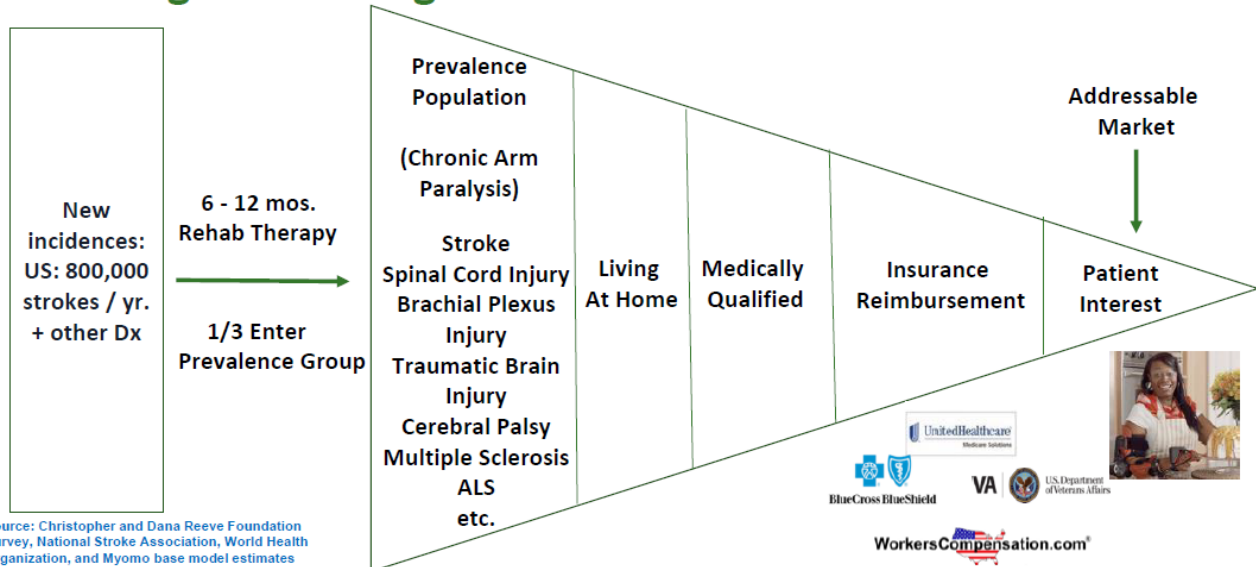 New
incidences:
US: 800,000
strokes / yr.
+ other Dx
6 - 12 mos.
Rehab Therapy
1/3 Enter
Prevalence Group
Prevalence
Population
(Chronic Arm
Paralysis)
Stroke
Spinal Cord Injury
Brachial Plexus
Injury
Traumatic Brain
Injury
Cerebral Palsy
Multiple Sclerosis
ALS
etc.
Living
At Home
Medically
Qualified
Insurance
Reimbursement
Addressable
Market
Patient
Interest
UnitedHealthcare
Medicare Solutions
BlueCross BlueShield
VA
U.S. Department
of Veterans Affairs
WorkersCompensation.com®
ource: Christopher and Dana Reeve Foundation
urvey, National Stroke Association, World Health
rganization, and Myomo base model estimates